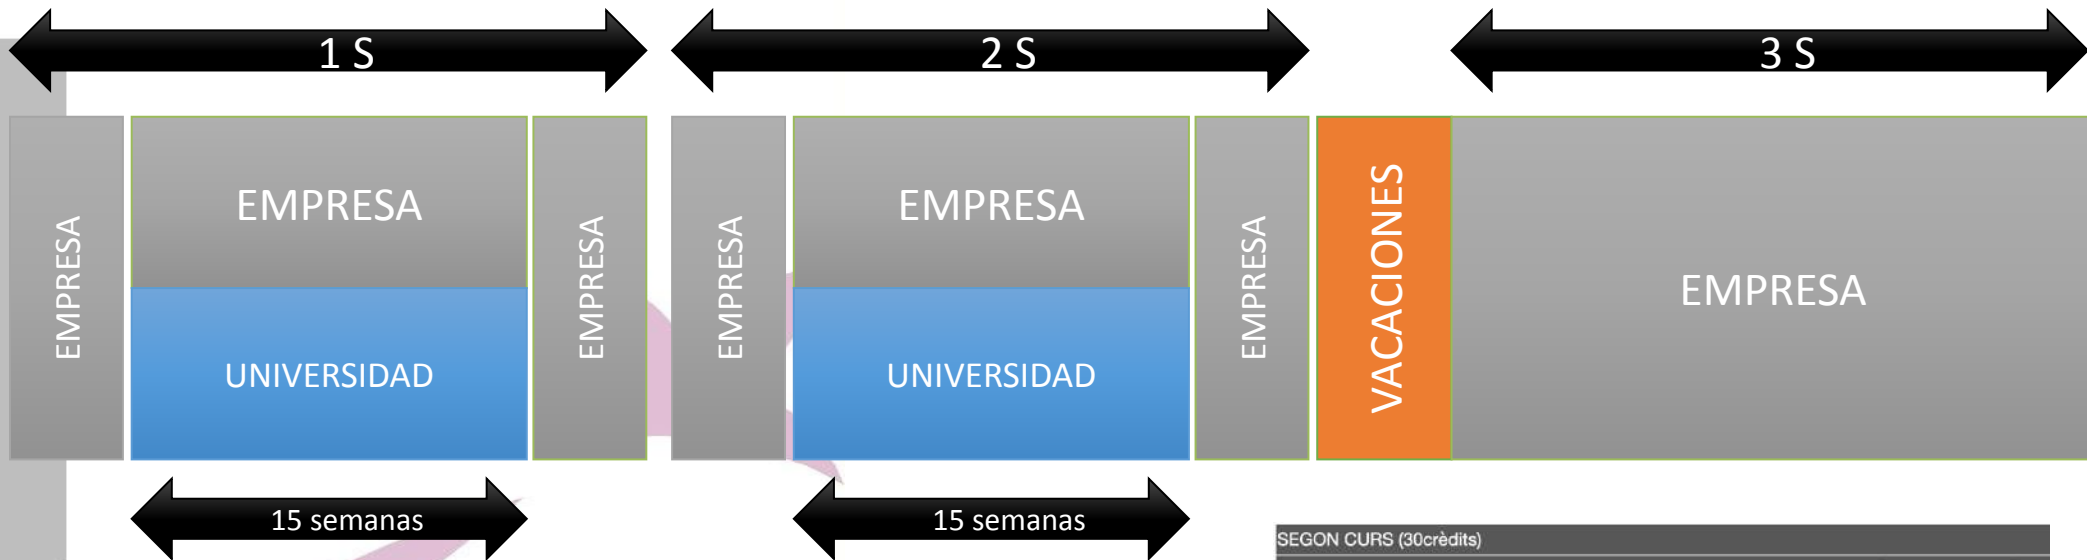 1 S
2 S
3 S
EMPRESA
EMPRESA
UNIVERSIDAD
EMPRESA
EMPRESA
EMPRESA
UNIVERSIDAD
EMPRESA
VACACIONES
EMPRESA
15 semanas
15 semanas
SEGON CURS (30crèdits)